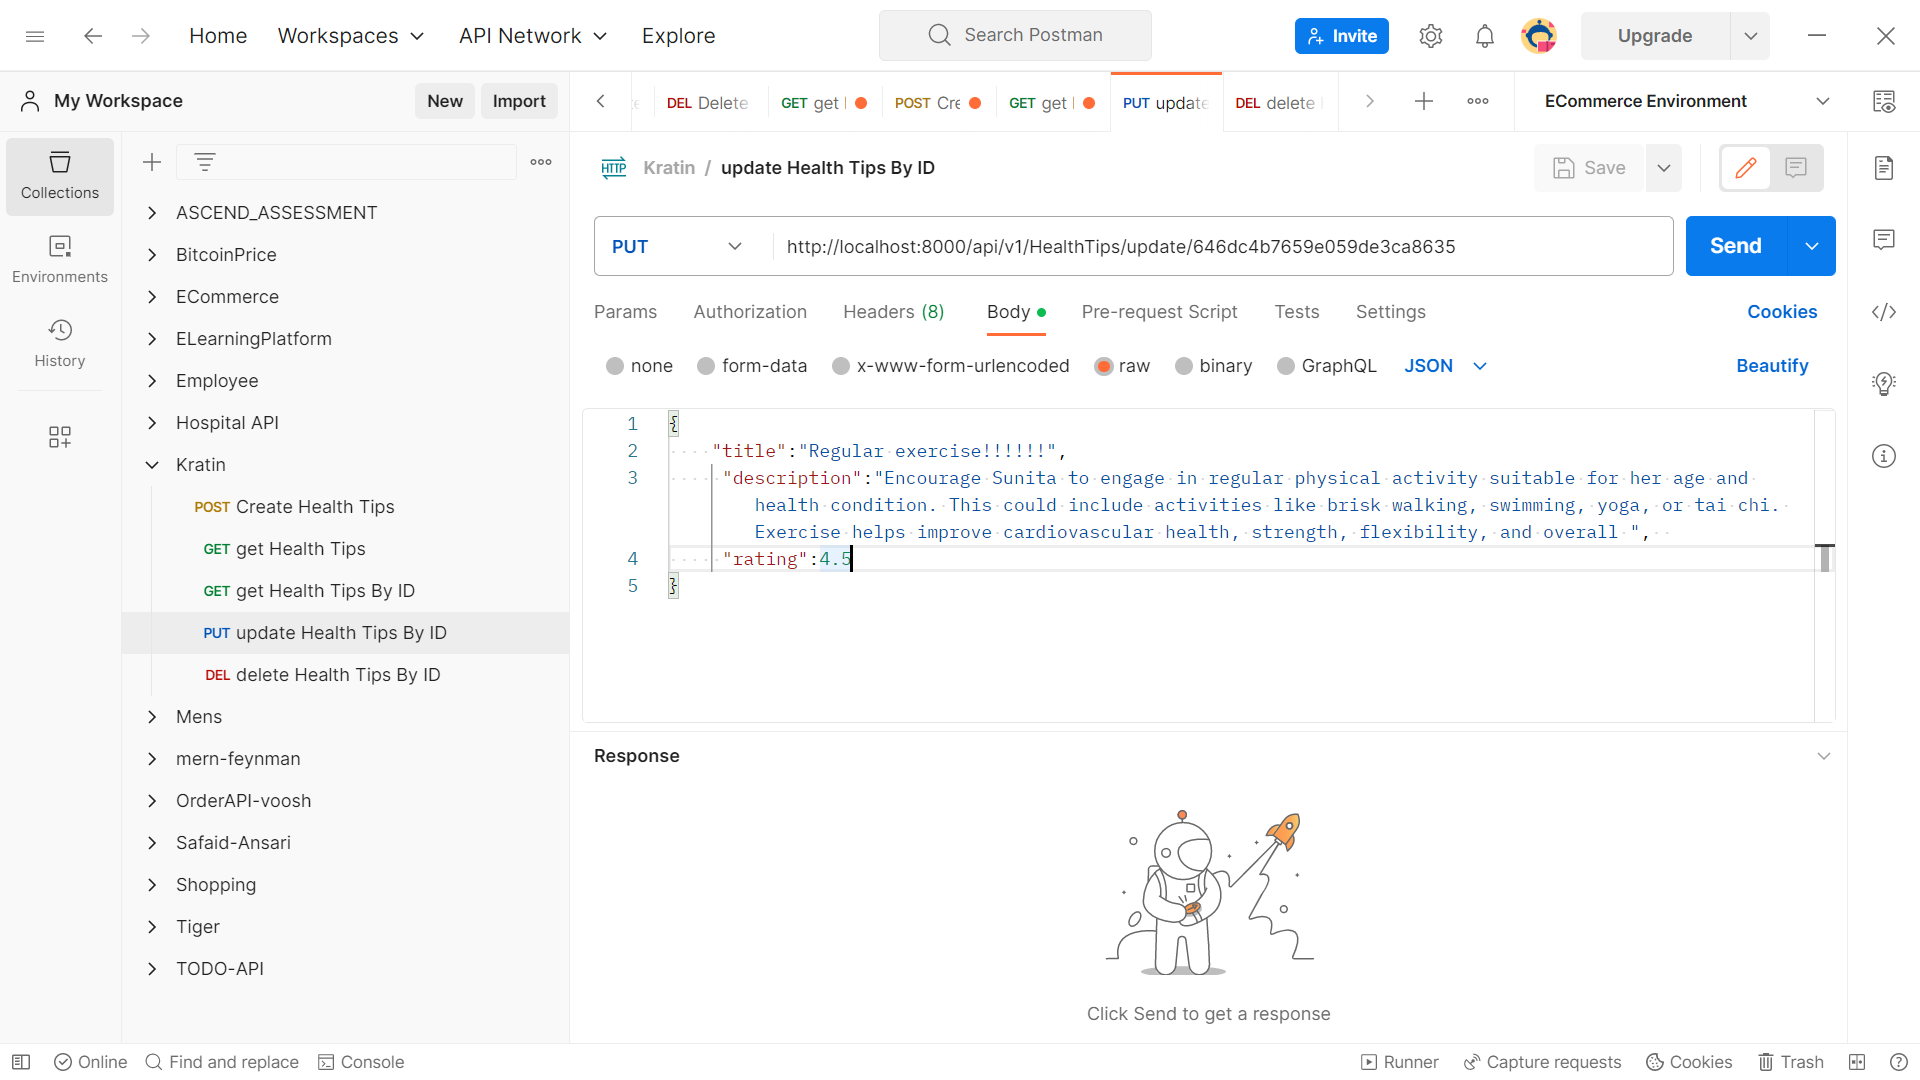 Home
Workspaces
API Network
Explore
Search Postman
Invite
Upgrade
My Workspace
New
Import
DEL Delete
GET get
POST Cre
GET get
PUT update
DEL delete
ECommerce Environment
Collections
Environments
History
ASCEND_ASSESSMENT
BitcoinPrice
ECommerce
ELearningPlatform
Employee
Hospital API
Kratin
POST Create Health Tips
GET get Health Tips
GET get Health Tips By ID
PUT update Health Tips By ID
DEL delete Health Tips By ID
Mens
mern-feynman
OrderAPI-voosh
Safaid-Ansari
Shopping
Tiger
TODO-API
HTTP Kratin / update Health Tips By ID
Save
PUT
http://localhost:8000/api/v1/HealthTips/update/646dc4b7659e059de3ca8635
Send
Params
Authorization
Headers (8)
Body
Pre-request Script
Tests
Settings
Cookies
none
form-data
x-www-form-urlencoded
raw
binary
GraphQL
JSON
Beautify
1 {
2 "title":"Regular exercise!!!!!!",
3 "description":"Encourage Sunita to engage in regular physical activity suitable for her age and
health condition. This could include activities like brisk walking, swimming, yoga, or tai chi.
Exercise helps improve cardiovascular health, strength, flexibility, and overall ",
4 "rating":4.5
5 }
Response
Click Send to get a response
Online
Find and replace
Console
Runner
Capture requests
Cookies
Trash